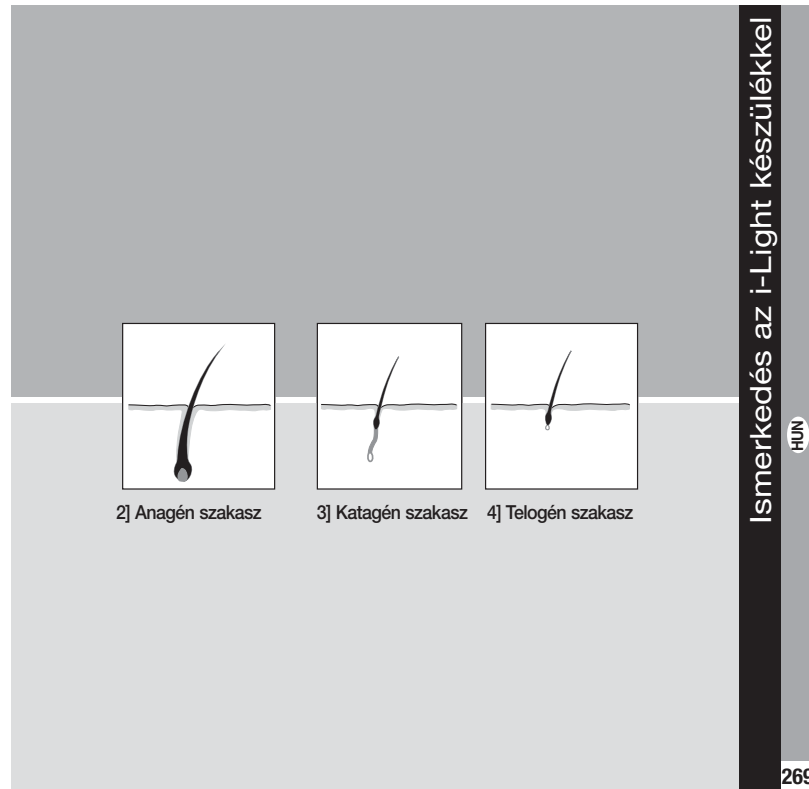 2] Anagén szakasz
3] Katagén szakasz
4] Telogén szakasz
Ismerkedés az i-Light készülékkel
HUN
269